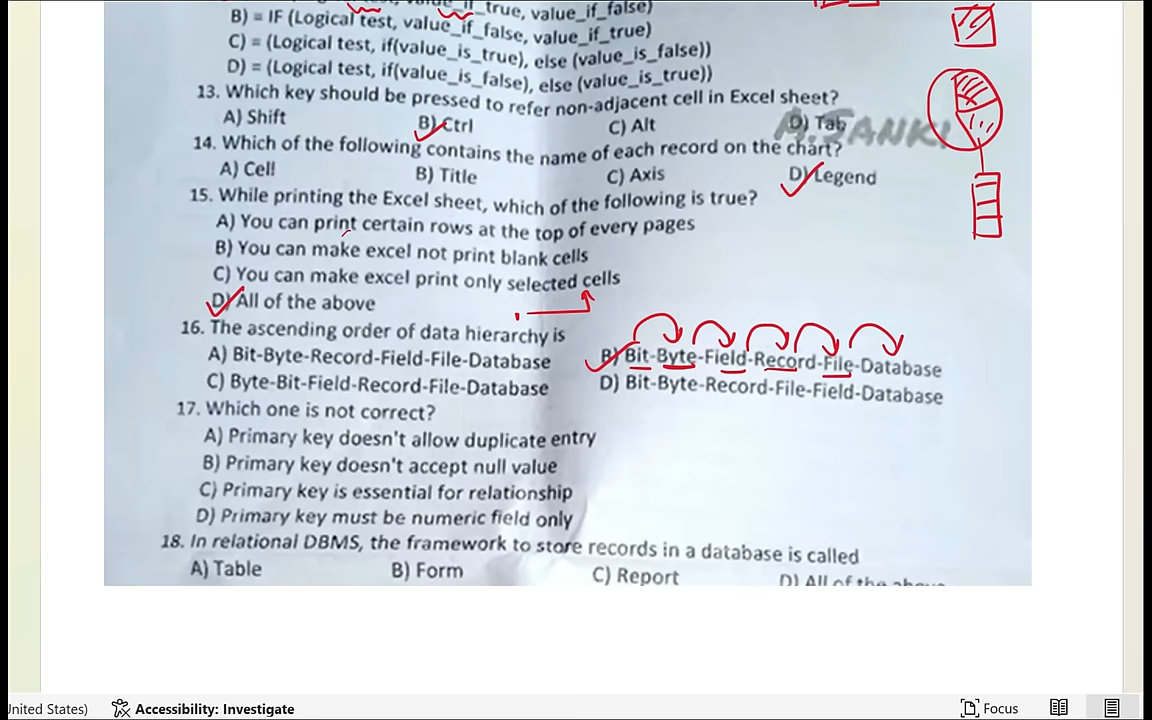 value_if_true, value_if_false)
B) = IF (Logical test, value_if_false, value_if_true)
C) = (Logical test, if(value_is_true), else (value_is_false))
D) = (Logical test, if(value_is_false), else (value_is_true))
13. Which key should be pressed to refer non-adjacent cell in Excel sheet?
A) Shift B) Ctrl C) Alt D) Tab
14. Which of the following contains the name of each record on the chart?
A) Cell B) Title C) Axis D) Legend
15. While printing the Excel sheet, which of the following is true?
A) You can print certain rows at the top of every pages
B) You can make excel not print blank cells
C) You can make excel print only selected cells
D) All of the above
16. The ascending order of data hierarchy is
A) Bit-Byte-Record-Field-File-Database B) Bit-Byte-Field-Record-File-Database
C) Byte-Bit-Field-Record-File-Database D) Bit-Byte-Record-File-Field-Database
17. Which one is not correct?
A) Primary key doesn't allow duplicate entry
B) Primary key doesn't accept null value
C) Primary key is essential for relationship
D) Primary key must be numeric field only
18. In relational DBMS, the framework to store records in a database is called
A) Table B) Form C) Report D) All of the above
United States) Accessibility: Investigate Focus